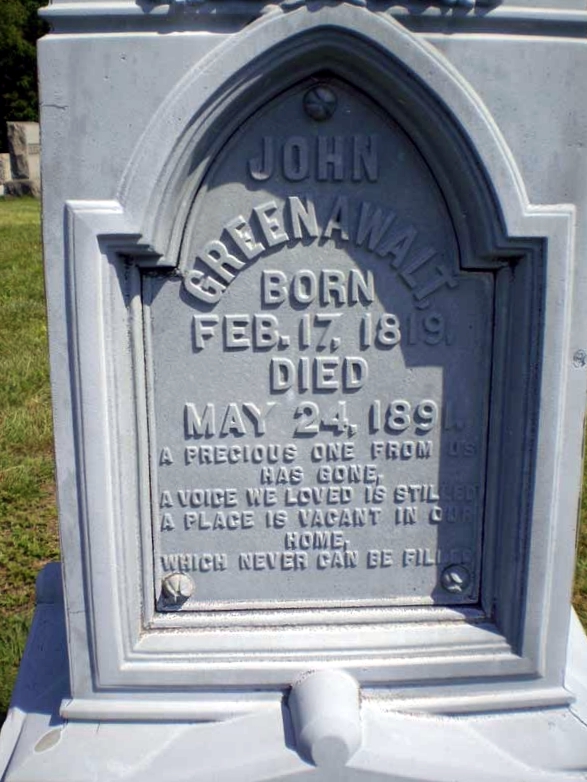 JOHN
GREENAWALT,
BORN
FEB. 17, 1819.
DIED
MAY 24, 1891.
A PRECIOUS ONE FROM US
HAS GONE,
A VOICE WE LOVED IS STILLED
A PLACE IS VACANT IN OUR
HOME.
WHICH NEVER CAN BE FILLED